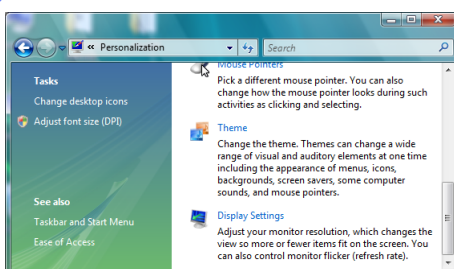 « Personalization
Search
Tasks
Change desktop icons
Adjust font size (DPI)
See also
Taskbar and Start Menu
Ease of Access
Mouse Pointers
Pick a different mouse pointer. You can also
change how the mouse pointer looks during such
activities as clicking and selecting.
Theme
Change the theme. Themes can change a wide
range of visual and auditory elements at one time
including the appearance of menus, icons,
backgrounds, screen savers, some computer
sounds, and mouse pointers.
Display Settings
Adjust your monitor resolution, which changes the
view so more or fewer items fit on the screen. You
can also control monitor flicker (refresh rate).